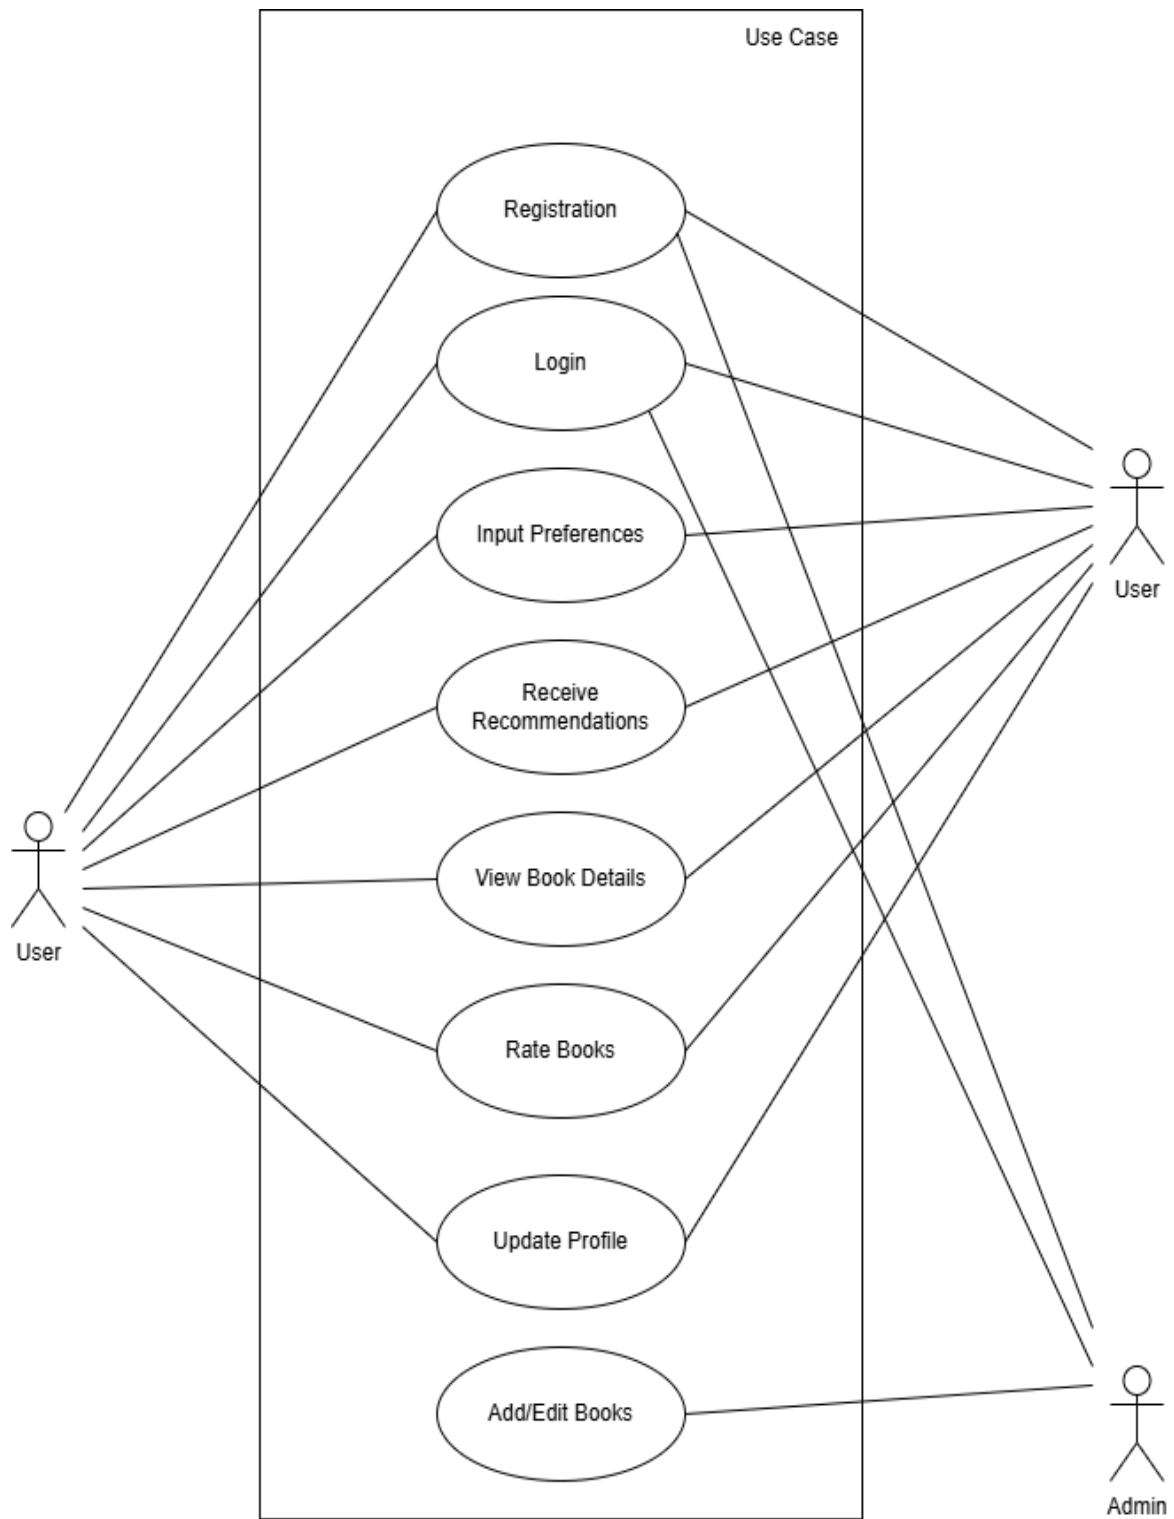 Use Case
Registration
Login
Input Preferences
Receive
Recommendations
View Book Details
Rate Books
Update Profile
Add/Edit Books
User
User
Admin